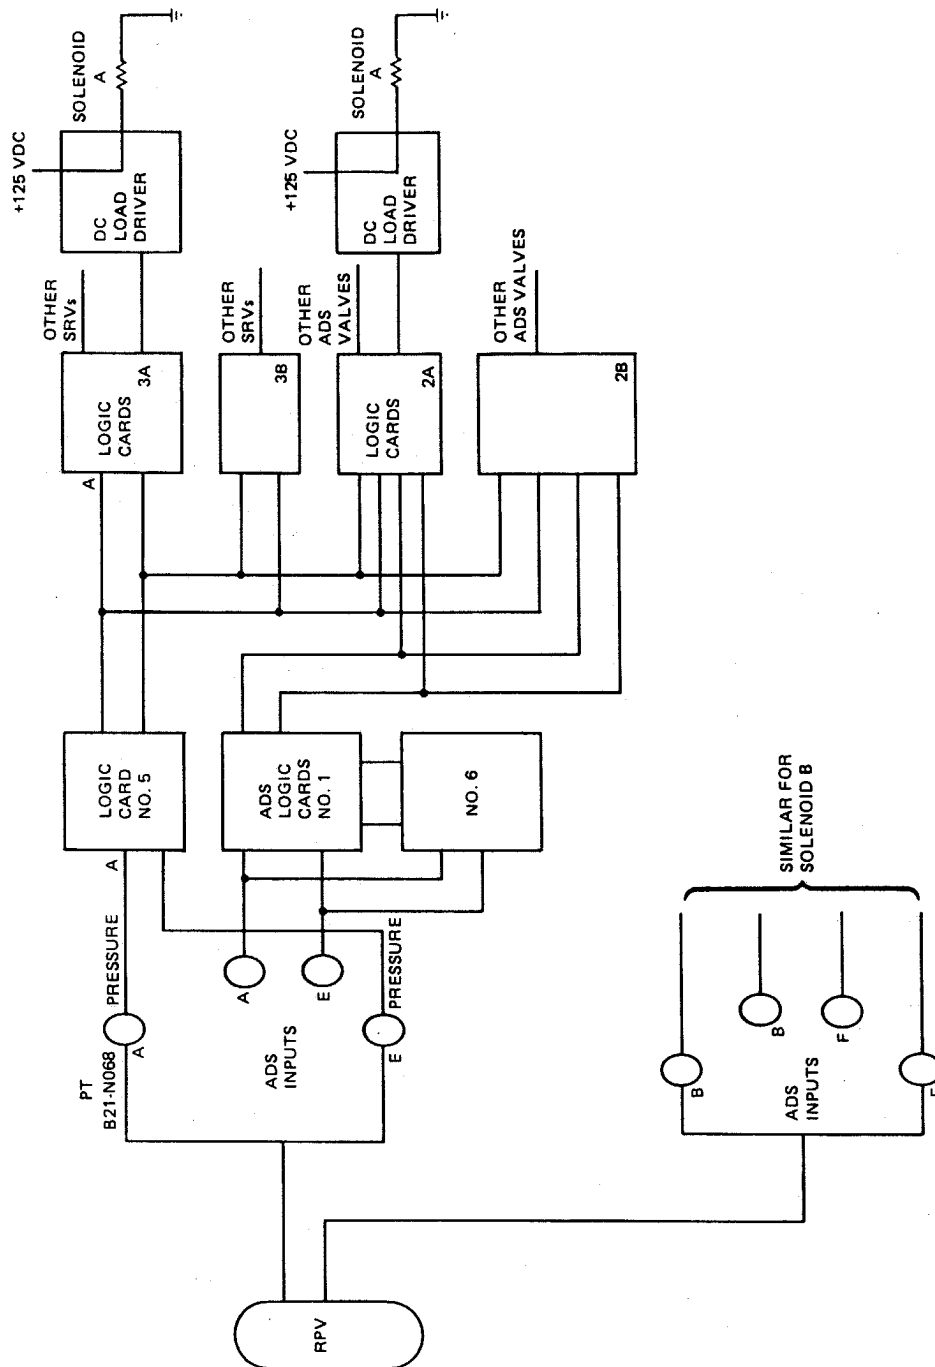 SOLENOID
A
+125 VDC
DC
LOAD
DRIVER
OTHER
SRVs
LOGIC
CARDS
3A
A
LOGIC
CARD
NO. 5
A
PRESSURE
PT
B21-N068
A
OTHER
SRVs
3B
ADS
LOGIC
CARDS
NO. 1
A
E
ADS
INPUTS
RPV
SOLENOID
A
+125 VDC
DC
LOAD
DRIVER
OTHER
ADS
VALVES
LOGIC
CARDS
2A
NO. 6
PRESSURE
E
OTHER
ADS VALVES
2B
SIMILAR FOR
SOLENOID B
B
B
F
ADS
INPUTS